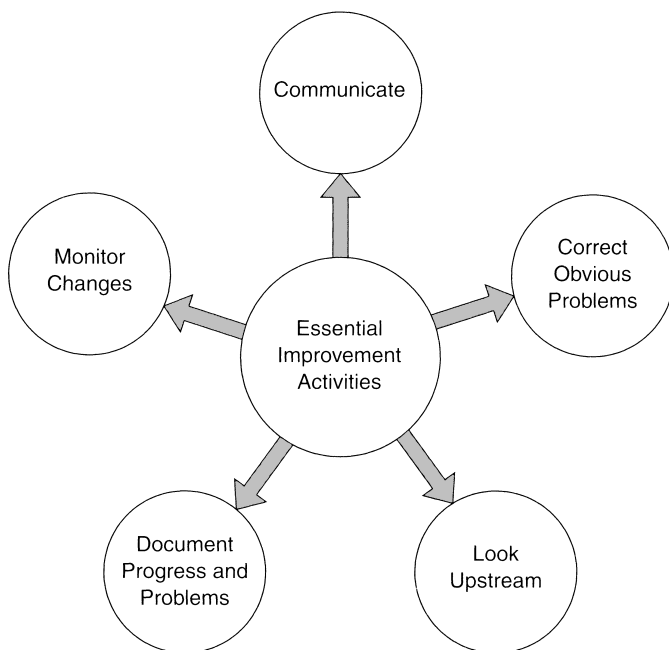 Communicate
Monitor
Changes
Correct
Obvious
Problems
Essential
Improvement
Activities
Document
Progress and
Problems
Look
Upstream